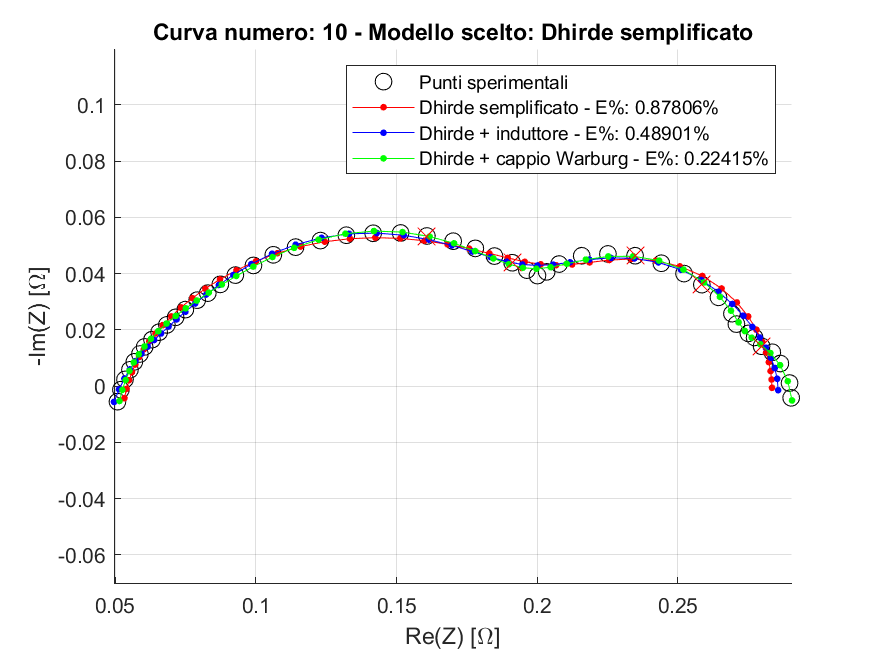 Curva numero: 10 - Modello scelto: Dhirde semplificato
Punti sperimentali
Dhirde semplificato - E%: 0.87806%
Dhirde + induttore - E%: 0.48901%
Dhirde + cappio Warburg - E%: 0.22415%
-Im(Z) [Ω]
0.1
0.08
0.06
0.04
0.02
0
-0.02
-0.04
-0.06
0.05
0.1
0.15
0.2
0.25
Re(Z) [Ω]